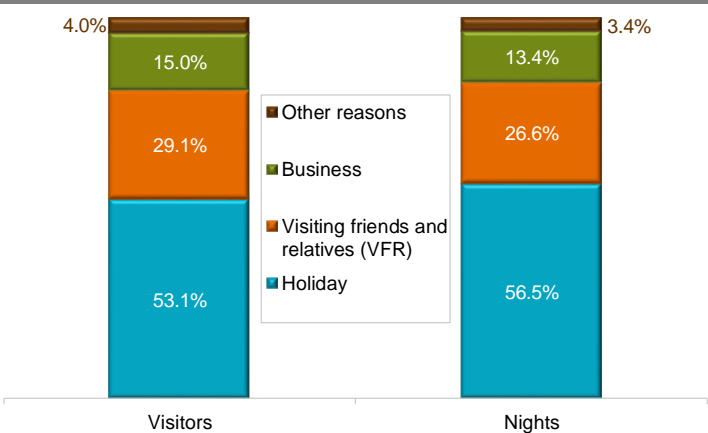 4.0%
3.4%
15.0%
13.4%
29.1%
26.6%
53.1%
56.5%
Other reasons
Business
Visiting friends and
relatives (VFR)
Holiday
Visitors
Nights